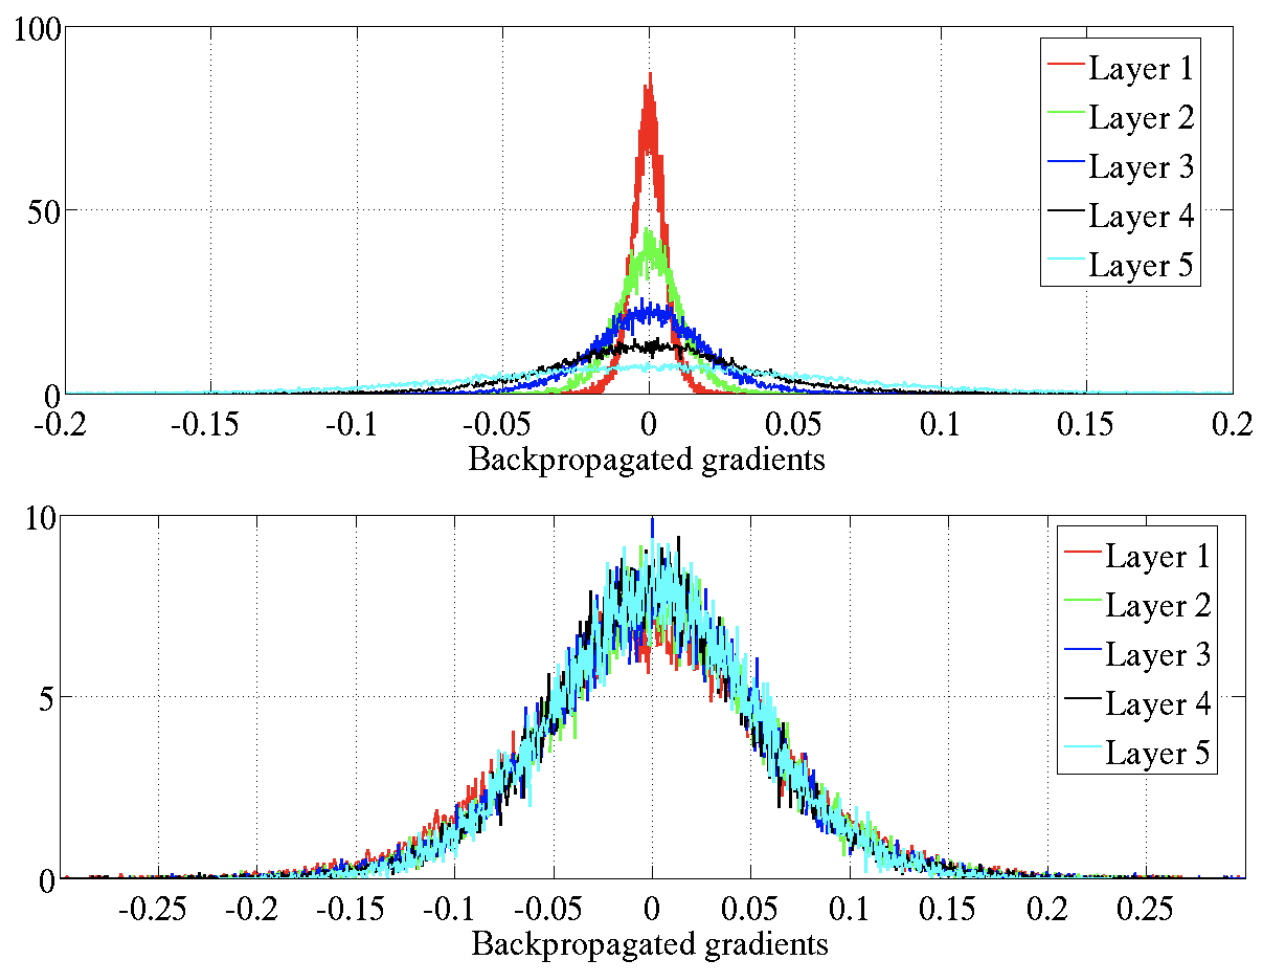 100
50
0
-0.2 -0.15 -0.1 -0.05 0 0.05 0.1 0.15 0.2
Backpropagated gradients
Layer 1
Layer 2
Layer 3
Layer 4
Layer 5
10
5
0
-0.25 -0.2 -0.15 -0.1 -0.05 0 0.05 0.1 0.15 0.2 0.25
Backpropagated gradients
Layer 1
Layer 2
Layer 3
Layer 4
Layer 5